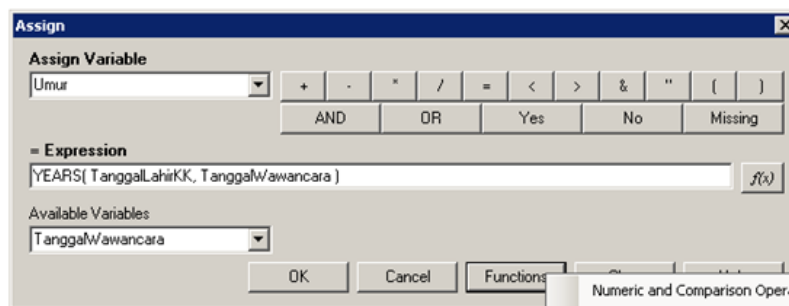 Assign
Assign Variable
Umur
+ - * / = < > & " ( )
AND OR Yes No Missing
= Expression
YEARS( TanggalLahirKK, TanggalWawancara )
f(x)
Available Variables
TanggalWawancara
OK Cancel Functions
Numeric and Comparison Opera